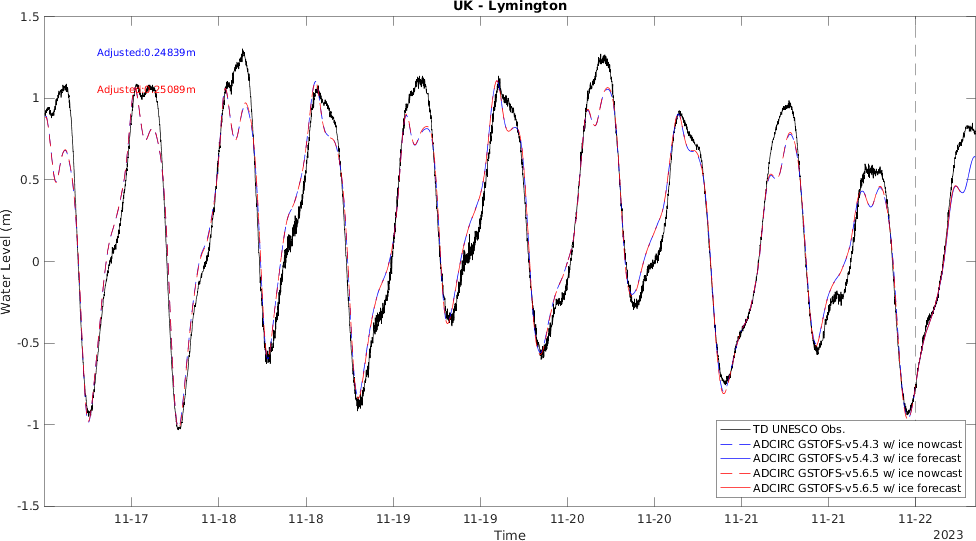 UK - Lymington
1.5
1
0.5
0
-0.5
-1
-1.5
Water Level (m)
Adjusted:0.24839m
Adjusted:0.25089m
TD UNESCO Obs.
ADCIRC GSTOFS-v5.4.3 w/ ice nowcast
ADCIRC GSTOFS-v5.4.3 w/ ice forecast
ADCIRC GSTOFS-v5.6.5 w/ ice nowcast
ADCIRC GSTOFS-v5.6.5 w/ ice forecast
11-17 11-18 11-18 11-19 11-19 11-20 11-20 11-21 11-21 11-22
Time
2023